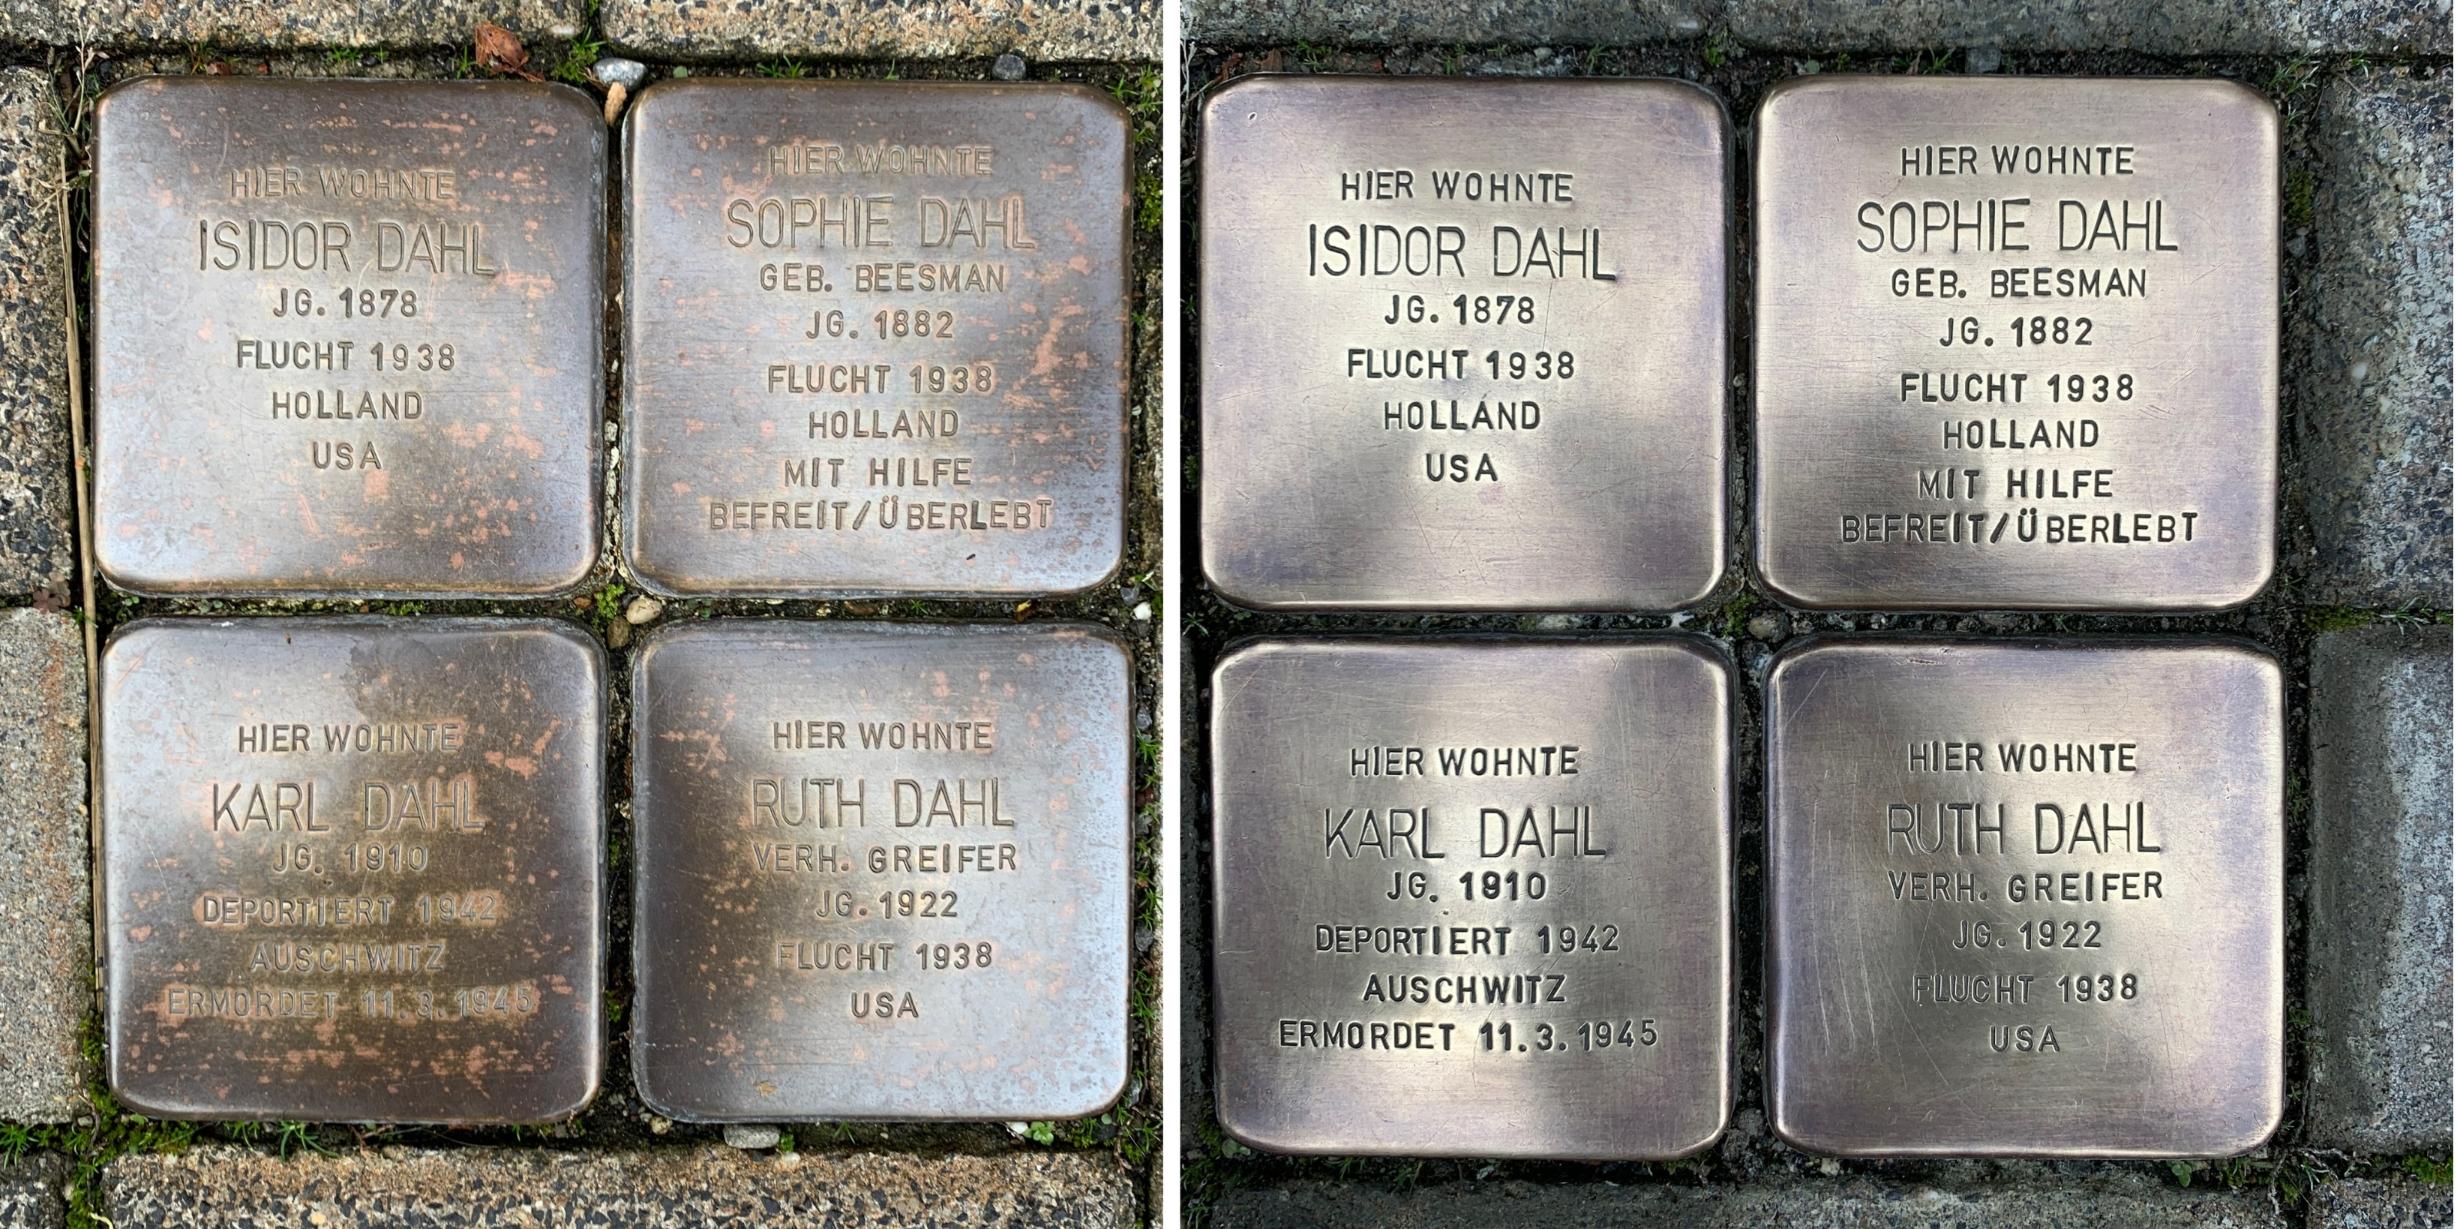 HIER WOHNTE
ISIDOR DAHL
JG. 1878
FLUCHT 1938
HOLLAND
USA
HIER WOHNTE
SOPHIE DAHL
GEB. BEESMAN
JG. 1882
FLUCHT 1938
HOLLAND
MIT HILFE
BEFREIT/ÜBERLEBT
HIER WOHNTE
KARL DAHL
JG. 1910
DEPORTIERT 1942
AUSCHWITZ
ERMORDET 11.3.1945
HIER WOHNTE
RUTH DAHL
VERH. GREIFER
JG. 1922
FLUCHT 1938
USA
HIER WOHNTE
ISIDOR DAHL
JG. 1878
FLUCHT 1938
HOLLAND
USA
HIER WOHNTE
SOPHIE DAHL
GEB. BEESMAN
JG. 1882
FLUCHT 1938
HOLLAND
MIT HILFE
BEFREIT/ÜBERLEBT
HIER WOHNTE
KARL DAHL
JG. 1910
DEPORTIERT 1942
AUSCHWITZ
ERMORDET 11.3.1945
HIER WOHNTE
RUTH DAHL
VERH. GREIFER
JG. 1922
FLUCHT 1938
USA